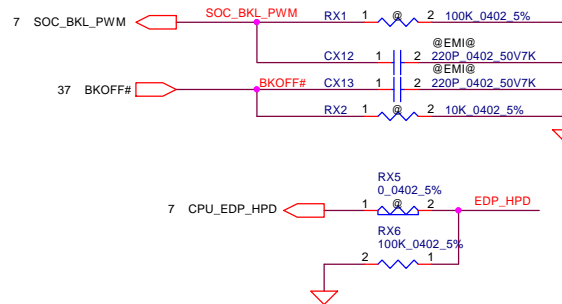 7 SOC_BKL_PWM SOC_BKL_PWM RX1 1 @ 2 100K_0402_5%
@EMI@
CX12 1 2 220P_0402_50V7K
@EMI@
37 BKOFF# BKOFF# CX13 1 2 220P_0402_50V7K
RX2 1 @ 2 10K_0402_5%
RX5
0_0402_5%
7 CPU_EDP_HPD 1 @ 2 EDP_HPD
RX6
100K_0402_5%
2 1